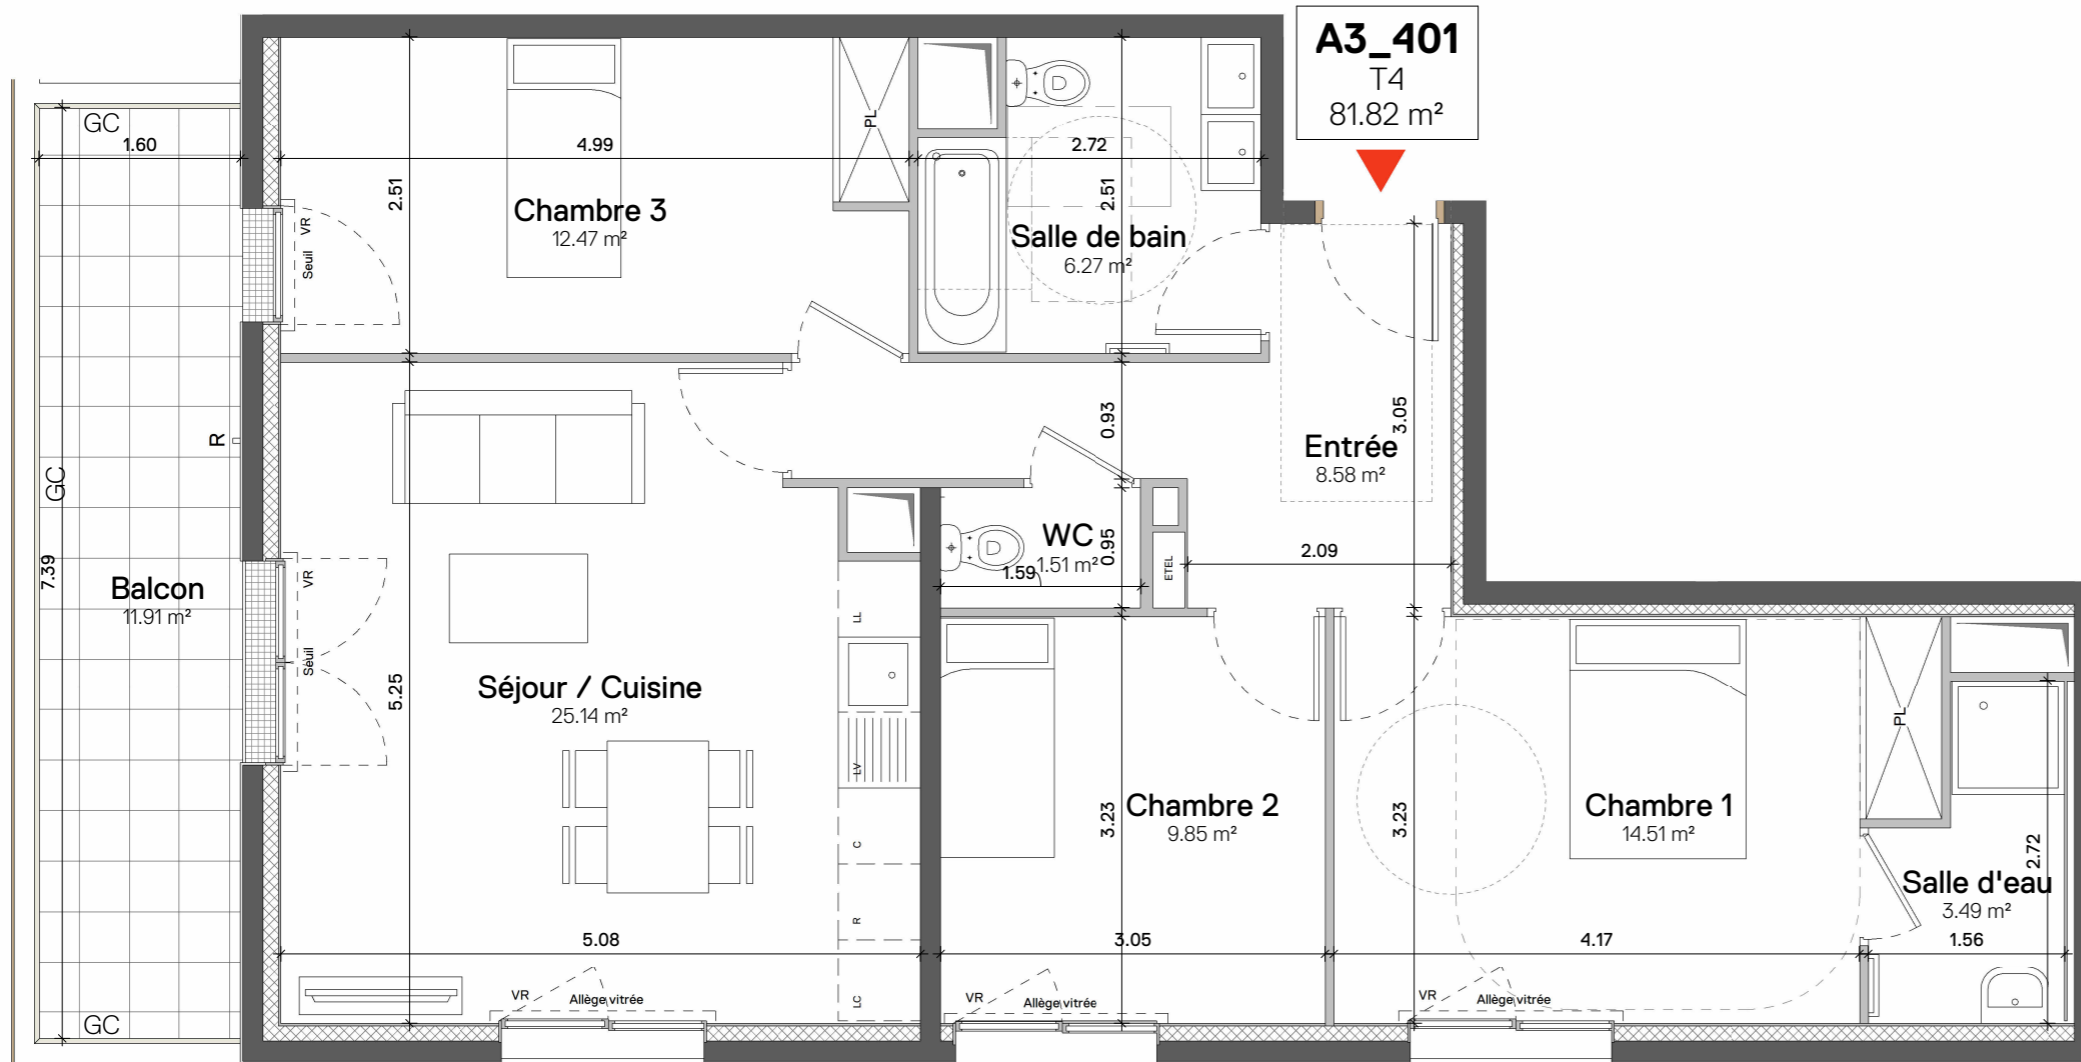 A3_401
T4
81.82 m²
GC
1.60
4.99
2.51
PL
2.72
2.51
Chambre 3
12.47 m²
Salle de bain
6.27 m²
VR
Seuil
R
GC
7.39
0.93
3.05
Entrée
8.58 m²
WC
1.51 m²
0.95
1.59
ETEL
2.09
Balcon
11.91 m²
VR
Seuil
5.25
Séjour / Cuisine
25.14 m²
LL
LV
C
R
LC
3.23
Chambre 2
9.85 m²
3.23
Chambre 1
14.51 m²
PL
2.72
Salle d'eau
3.49 m²
5.08
3.05
4.17
1.56
VR
Allège vitrée
VR
Allège vitrée
VR
Allège vitrée
GC